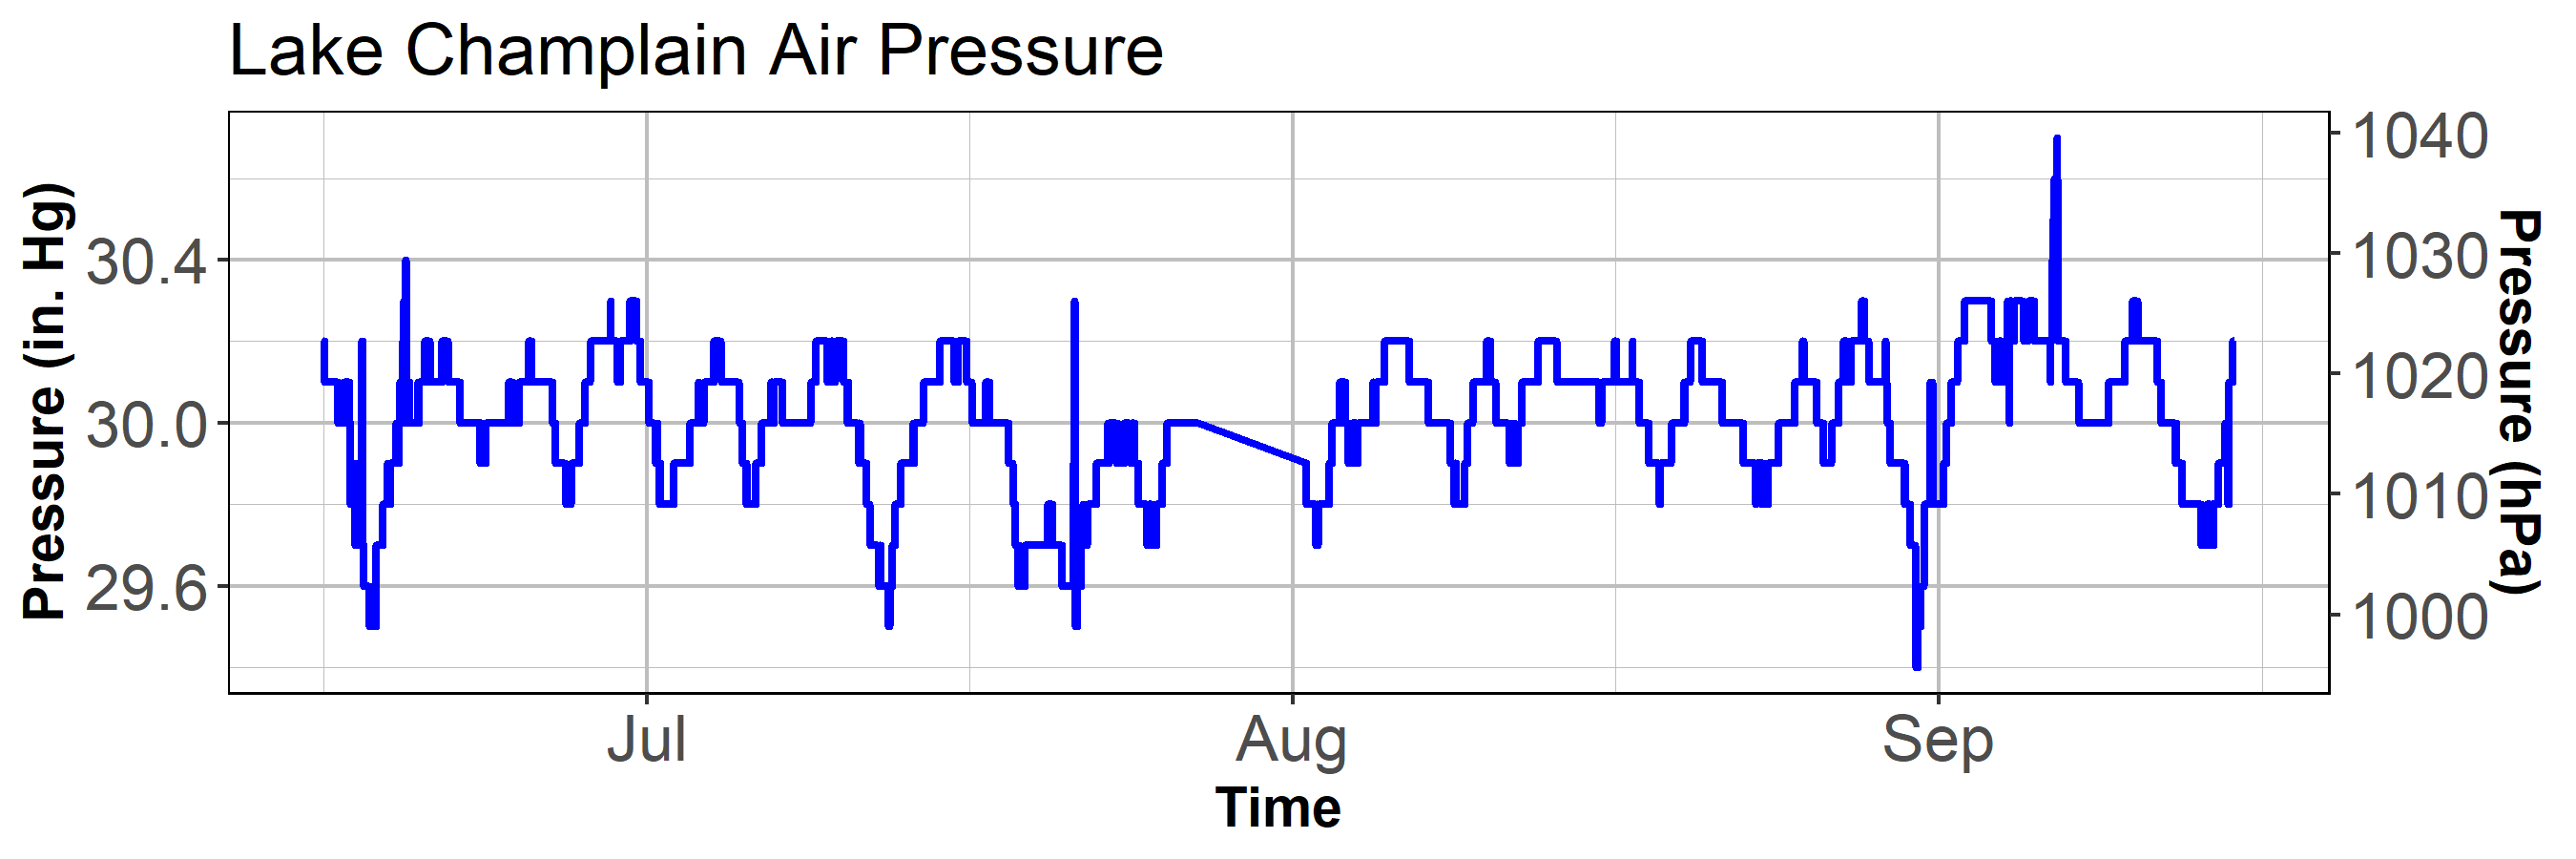 Lake Champlain Air Pressure
Pressure (in. Hg)
30.4
30.0
29.6
1040
1030
1020
1010
1000
Pressure (hPa)
Jul
Aug
Sep
Time